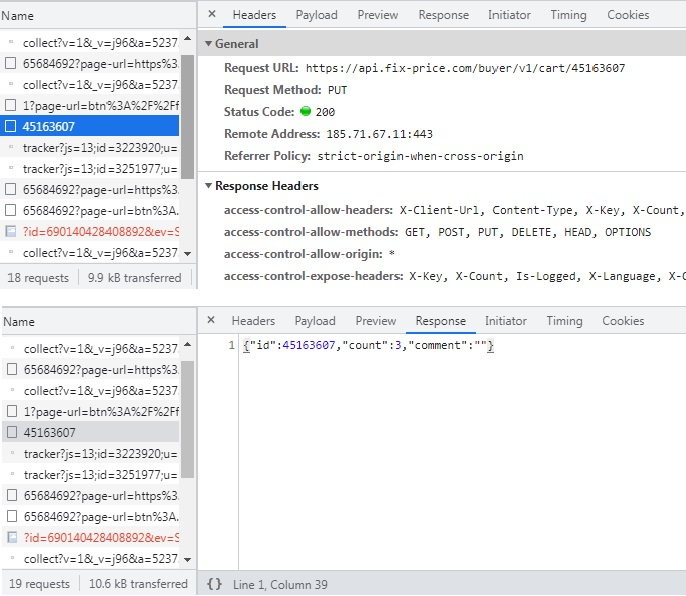 Name
collect?v=1&_v=j96&a=5237.
65684692?page-url=https%3.
collect?v=1&_v=j96&a=5237.
1?page-url=btn%3A%2F%2Ff
45163607
tracker?js=13;id=3223920;u=
tracker?js=13;id=3251977;u=
65684692?page-url=https%3.
65684692?page-url=btn%3A.
?id=690140428408892&ev=S
collect?v=1&_v=j96&a=5237.
18 requests 9.9 kB transferred
× Headers Payload Preview Response Initiator Timing Cookies
General
Request URL: https://api.fix-price.com/buyer/v1/cart/45163607
Request Method: PUT
Status Code: 200
Remote Address: 185.71.67.11:443
Referrer Policy: strict-origin-when-cross-origin
Response Headers
access-control-allow-headers: X-Client-Url, Content-Type, X-Key, X-Count,
access-control-allow-methods: GET, POST, PUT, DELETE, HEAD, OPTIONS
access-control-allow-origin: *
access-control-expose-headers: X-Key, X-Count, Is-Logged, X-Language, X-C
Name
collect?v=1&_v=j96&a=5237.
65684692?page-url=https%3.
collect?v=1&_v=j96&a=5237.
1?page-url=btn%3A%2F%2Ff
45163607
tracker?js=13;id=3223920;u=
tracker?js=13;id=3251977;u=
65684692?page-url=https%3.
65684692?page-url=btn%3A.
?id=690140428408892&ev=S
collect?v=1&_v=j96&a=5237.
19 requests 10.6 kB transferred
× Headers Payload Preview Response Initiator Timing Cookies
1 {"id":45163607,"count":3,"comment":""}
{} Line 1, Column 39